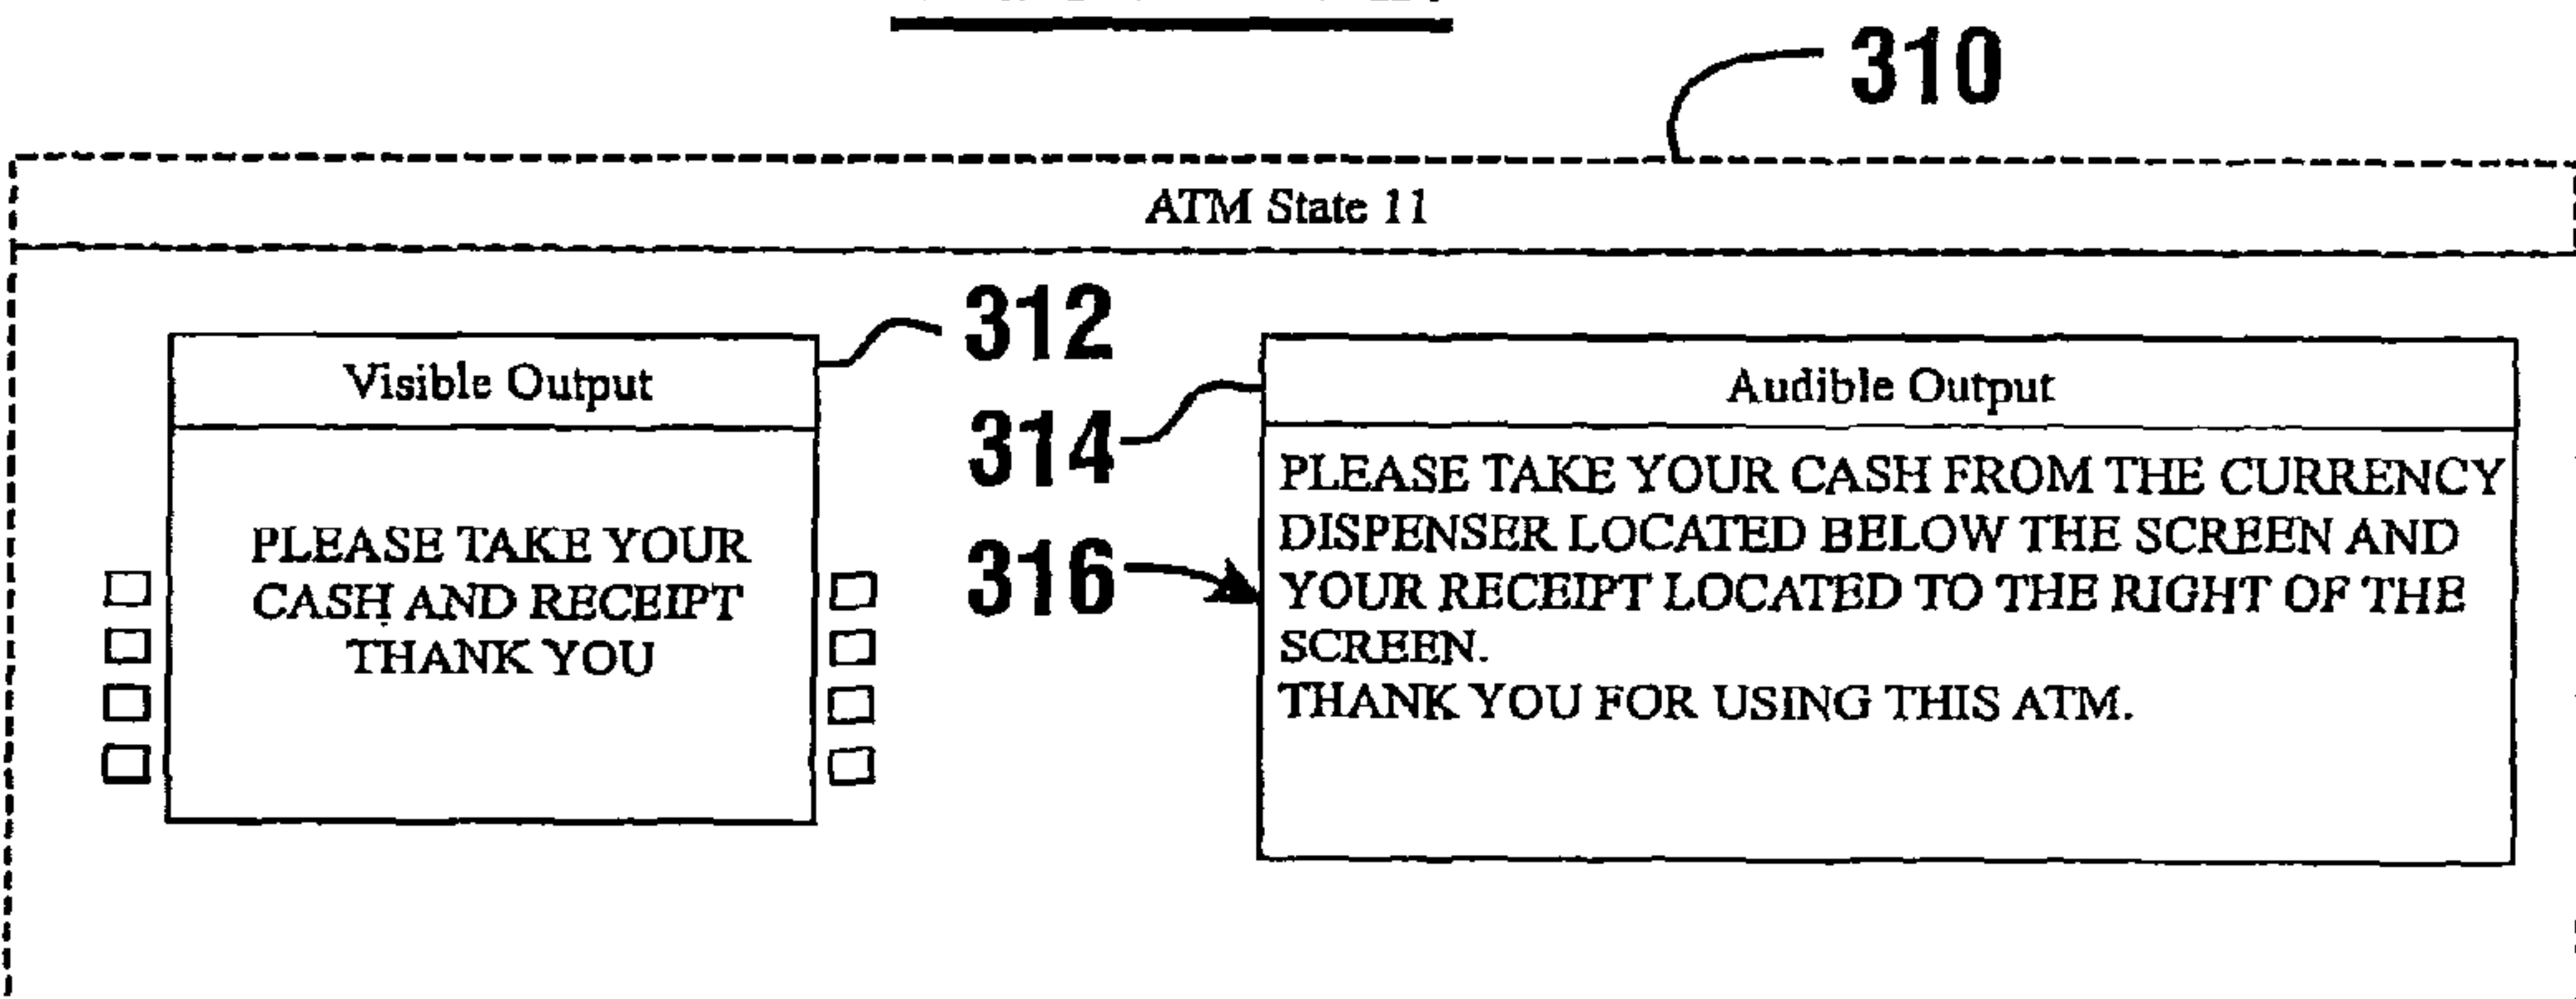 310
ATM State 11
312
Visible Output
PLEASE TAKE YOUR
CASH AND RECEIPT
THANK YOU
314
Audible Output
316
PLEASE TAKE YOUR CASH FROM THE CURRENCY
DISPENSER LOCATED BELOW THE SCREEN AND
YOUR RECEIPT LOCATED TO THE RIGHT OF THE
SCREEN.
THANK YOU FOR USING THIS ATM.